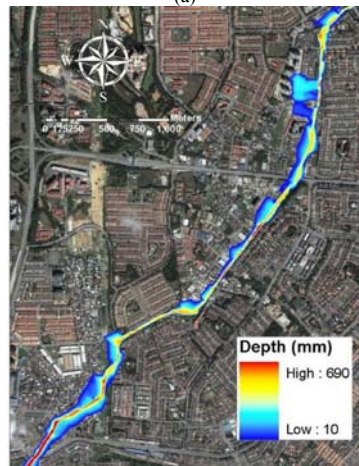 (a)
N
W E
S
Meters
0 125250 500 750 1,000
Depth (mm)
High : 690
Low : 10